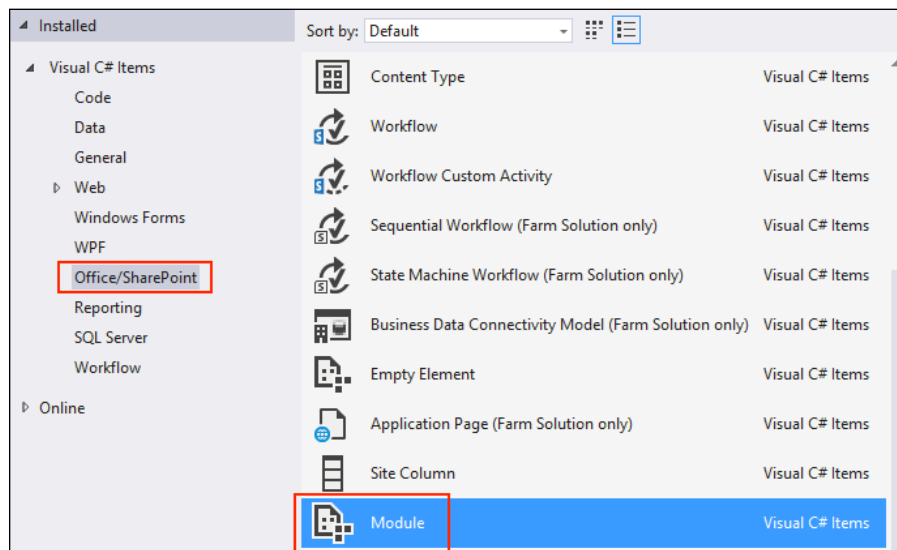 Installed
Visual C# Items
Code
Data
General
Web
Windows Forms
WPF
Office/SharePoint
Reporting
SQL Server
Workflow
Online
Sort by: Default
Content Type Visual C# Items
Workflow Visual C# Items
Workflow Custom Activity Visual C# Items
Sequential Workflow (Farm Solution only) Visual C# Items
State Machine Workflow (Farm Solution only) Visual C# Items
Business Data Connectivity Model (Farm Solution only) Visual C# Items
Empty Element Visual C# Items
Application Page (Farm Solution only) Visual C# Items
Site Column Visual C# Items
Module Visual C# Items